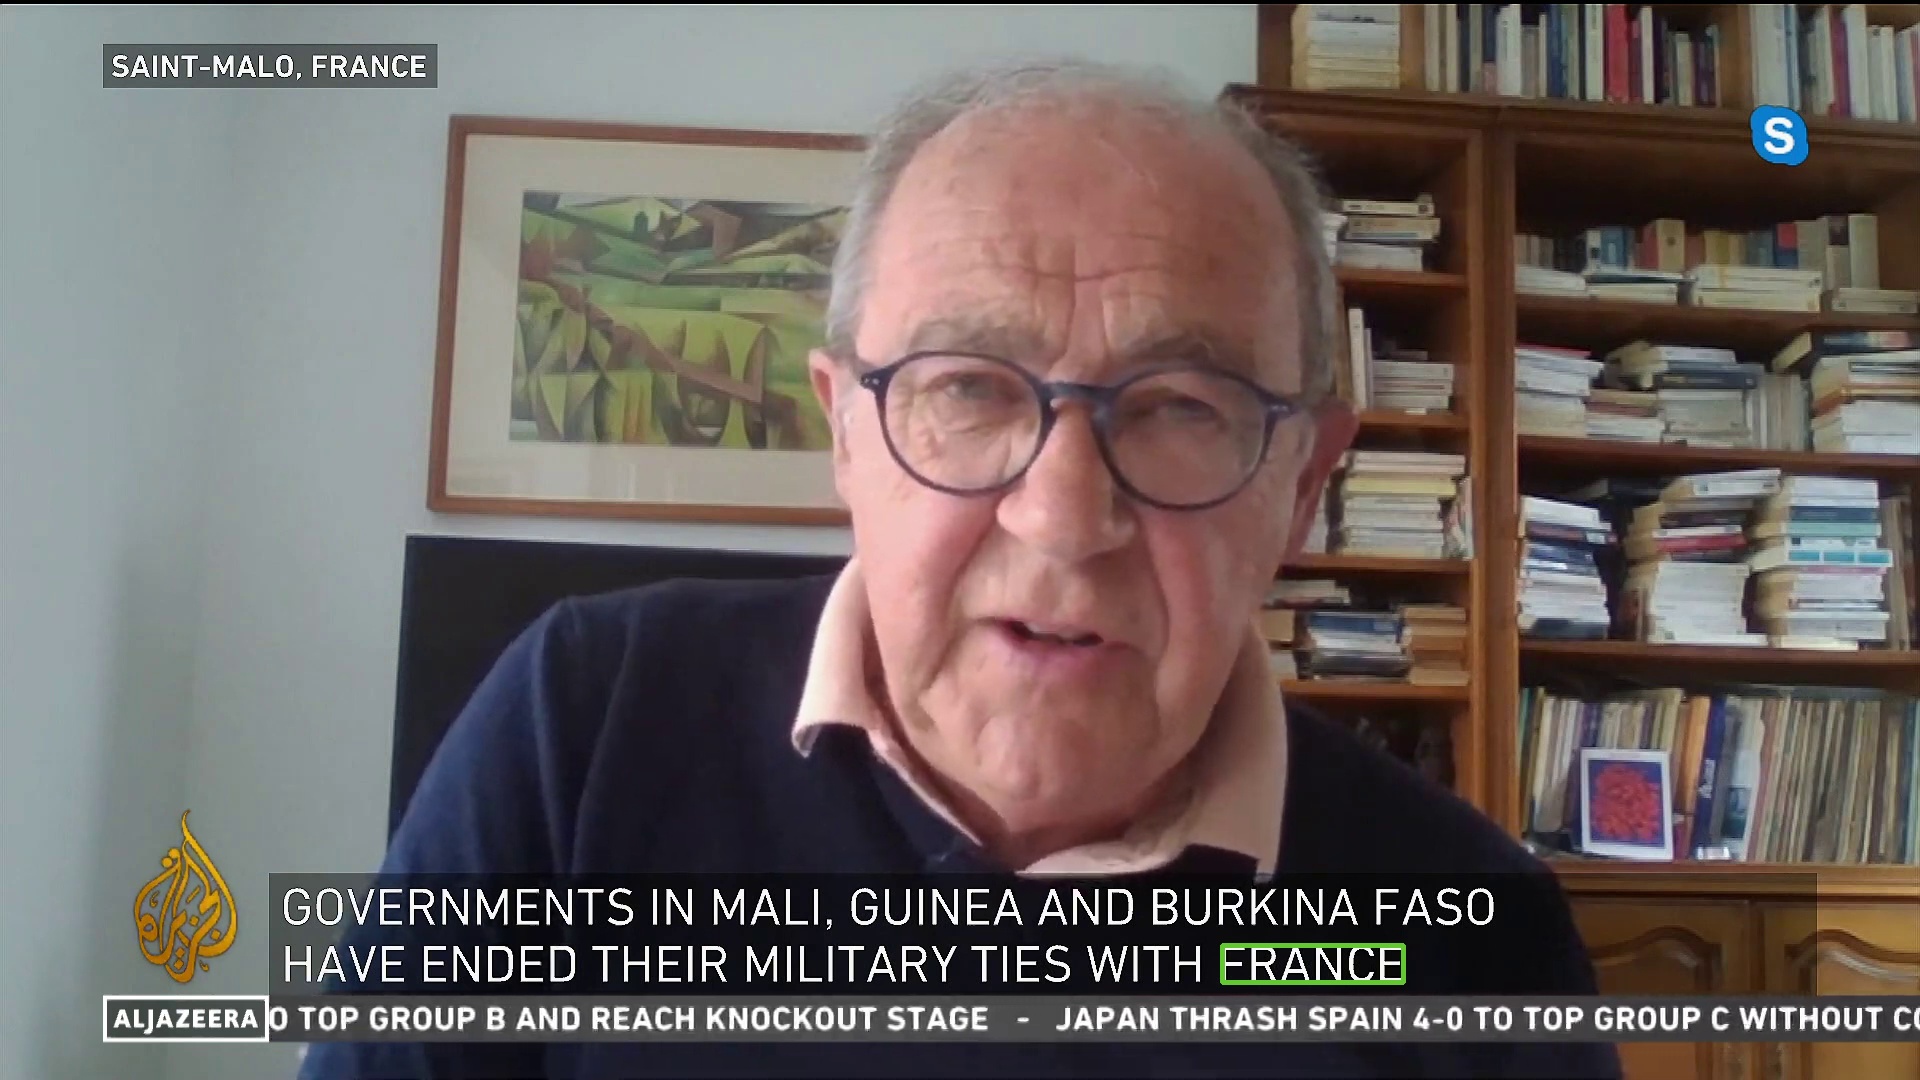 SAINT-MALO, FRANCE
S
GOVERNMENTS IN MALI, GUINEA AND BURKINA FASO
HAVE ENDED THEIR MILITARY TIES WITH FRANCE
ALJAZEERA
O TOP GROUP B AND REACH KNOCKOUT STAGE - JAPAN THRASH SPAIN 4-0 TO TOP GROUP C WITHOUT CO